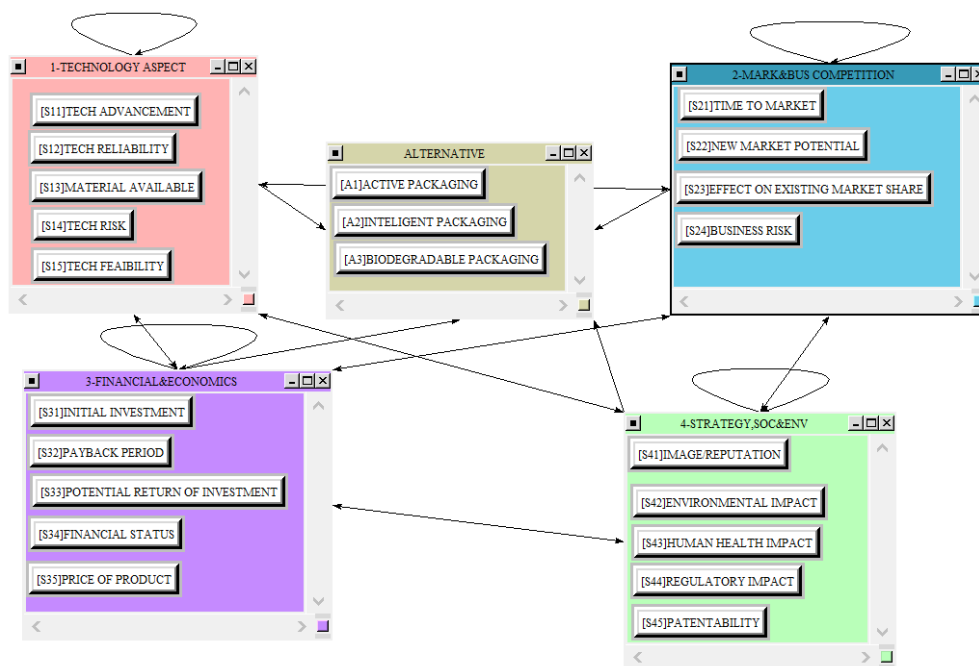 1-TECHNOLOGY ASPECT
[S11]TECH ADVANCEMENT
[S12]TECH RELIABILITY
[S13]MATERIAL AVAILABLE
[S14]TECH RISK
[S15]TECH FEAIBILITY
ALTERNATIVE
[A1]ACTIVE PACKAGING
[A2]INTELIGENT PACKAGING
[A3]BIODEGRADABLE PACKAGING
2-MARK&BUS COMPETITION
[S21]TIME TO MARKET
[S22]NEW MARKET POTENTIAL
[S23]EFFECT ON EXISTING MARKET SHARE
[S24]BUSINESS RISK
3-FINANCIAL&ECONOMICS
[S31]INITIAL INVESTMENT
[S32]PAYBACK PERIOD
[S33]POTENTIAL RETURN OF INVESTMENT
[S34]FINANCIAL STATUS
[S35]PRICE OF PRODUCT
4-STRATEGY,SOC&ENV
[S41]IMAGE/REPUTATION
[S42]ENVIRONMENTAL IMPACT
[S43]HUMAN HEALTH IMPACT
[S44]REGULATORY IMPACT
[S45]PATENTABILITY